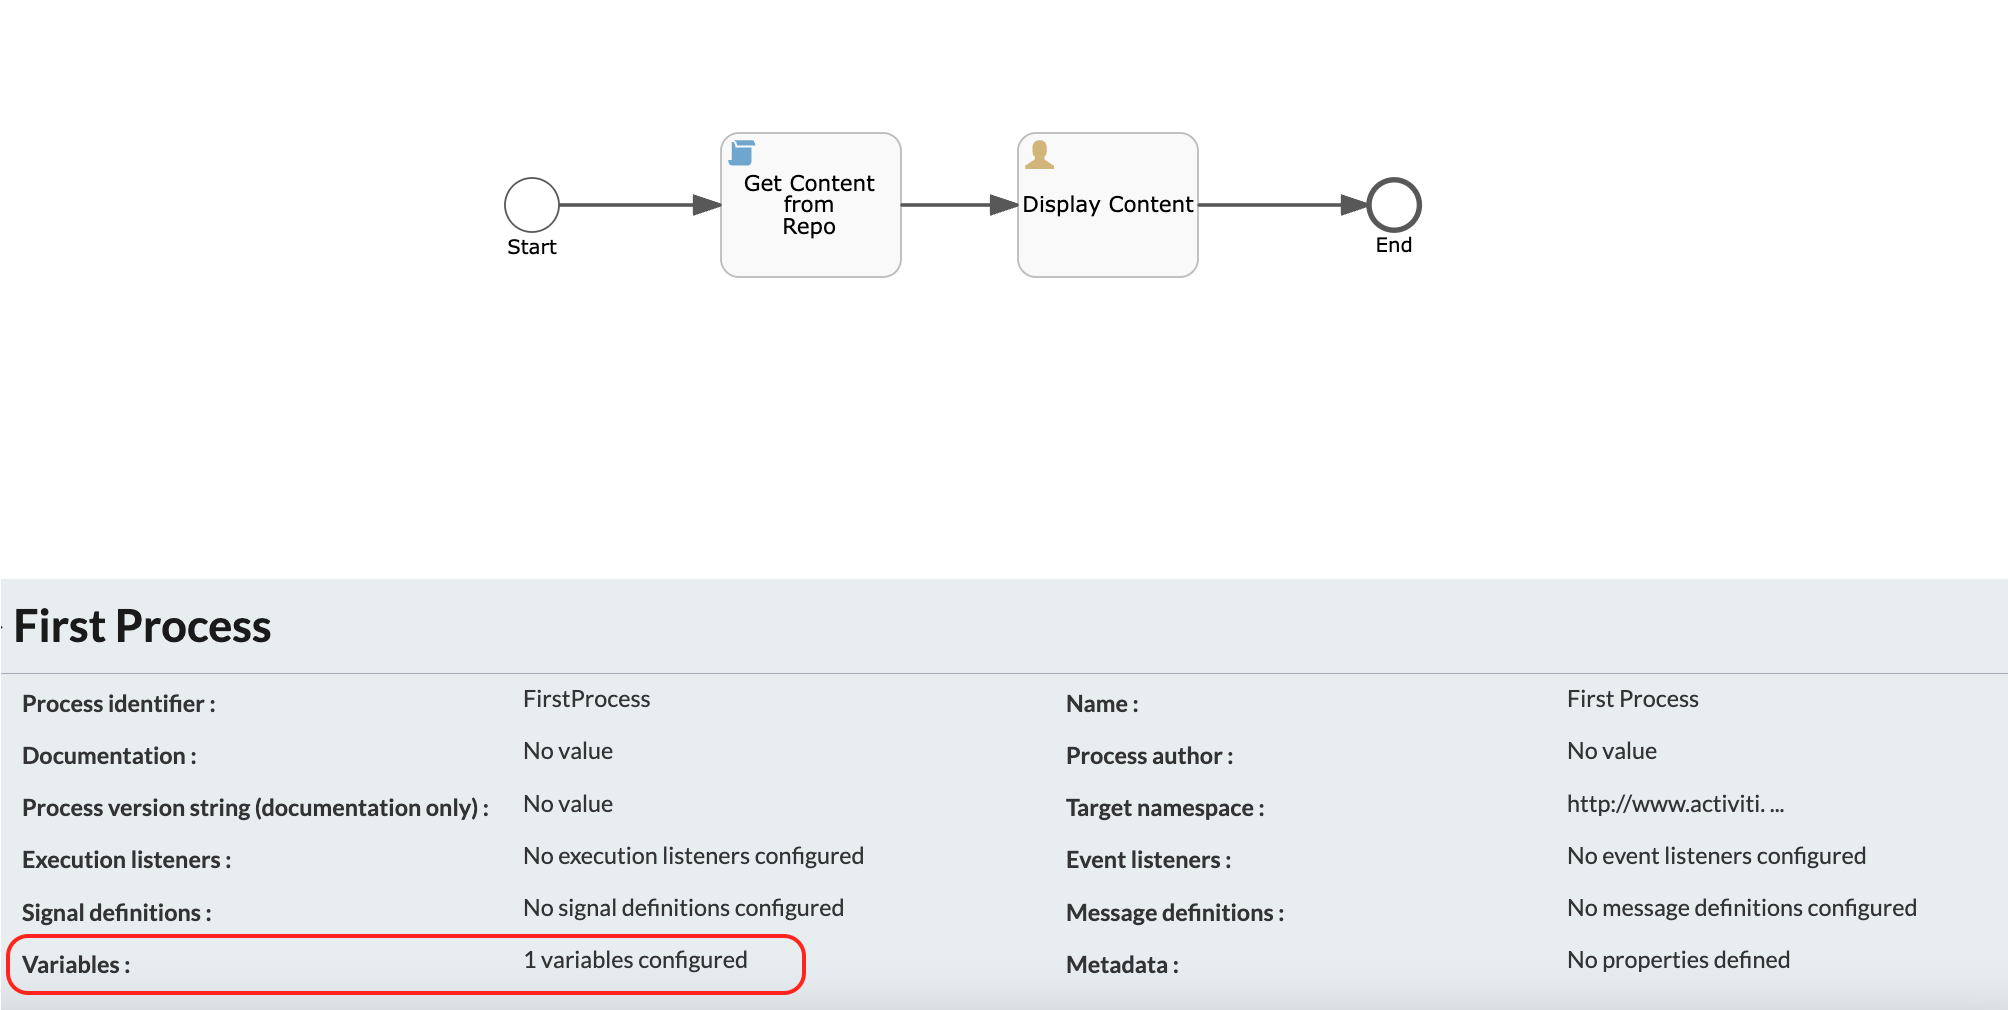 Start
Get Content
from
Repo
Display Content
End
First Process
Process identifier : FirstProcess Name : First Process
Documentation : No value Process author : No value
Process version string (documentation only) : No value Target namespace : http://www.activiti. ...
Execution listeners : No execution listeners configured Event listeners : No event listeners configured
Signal definitions : No signal definitions configured Message definitions : No message definitions configured
Variables : 1 variables configured Metadata : No properties defined